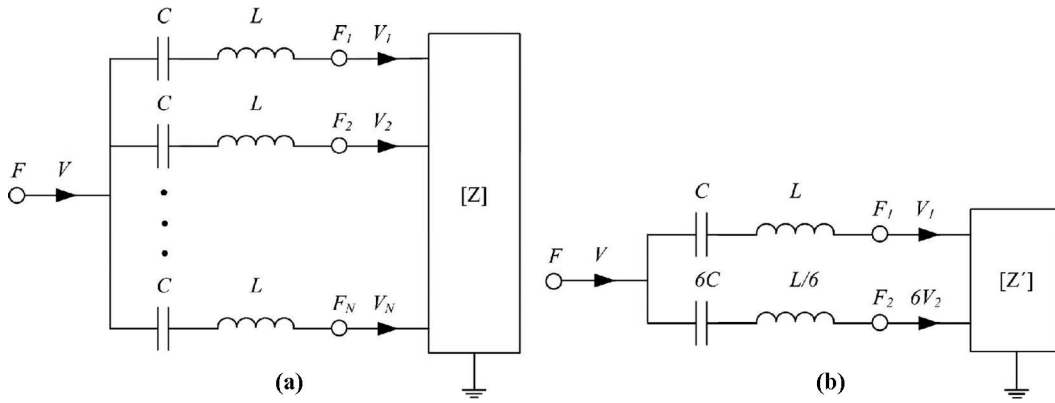 C L F1 V1
C L F2 V2
F V
[Z]
C L FN VN
(a)
C L F1 V1
F V
6C L/6 F2 6V2
[Z´]
(b)